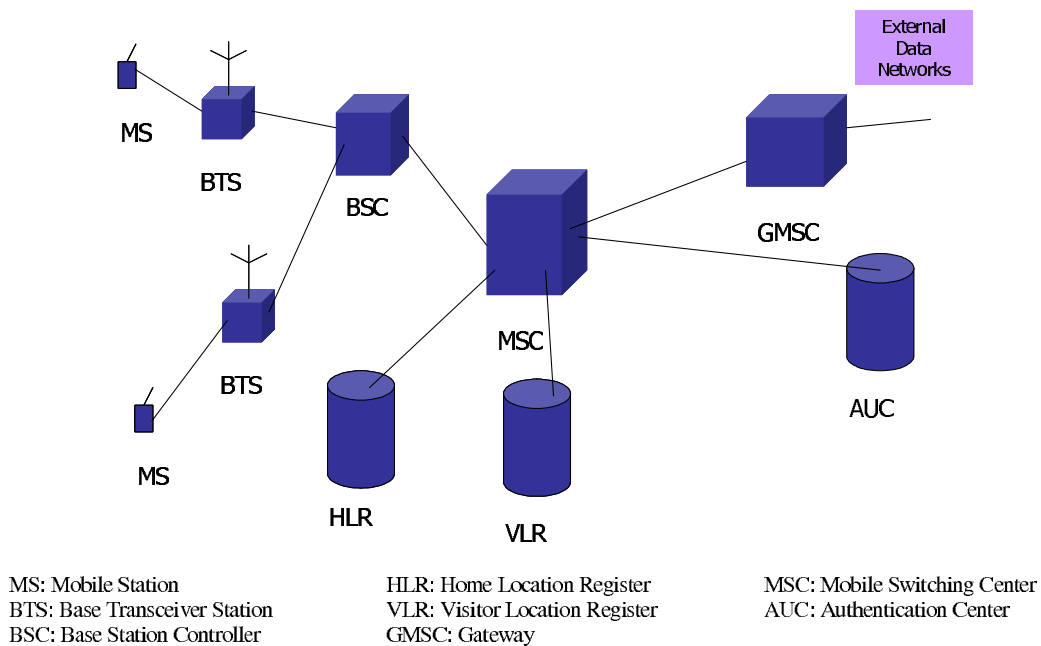 External
Data
Networks
MS
BTS
BSC
GMSC
MSC
BTS
AUC
MS
HLR
VLR
MS: Mobile Station
BTS: Base Transceiver Station
BSC: Base Station Controller
HLR: Home Location Register
VLR: Visitor Location Register
GMSC: Gateway
MSC: Mobile Switching Center
AUC: Authentication Center